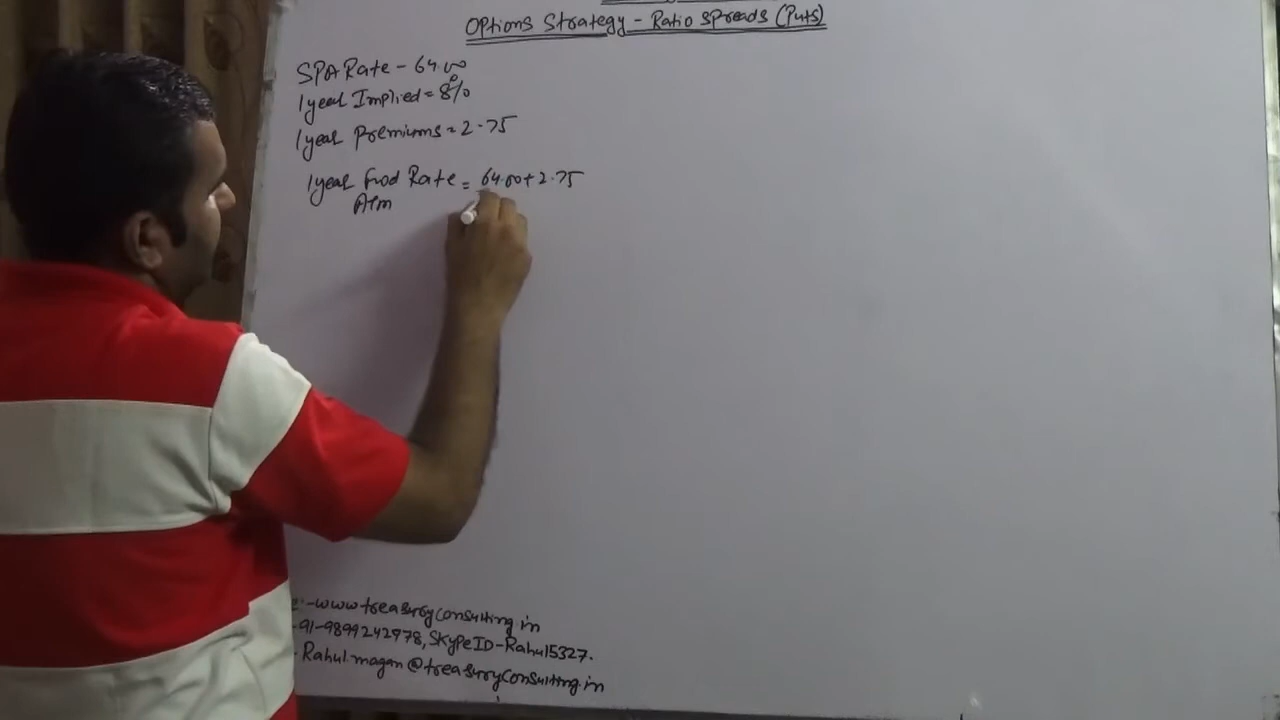 Options Strategy - Ratio Spreads (Puts)
SPA Rate - 64.00
1 year Implied = 8%
1 year Premiums = 2.75
1 year Fwd Rate = 64.00 + 2.75
ATM
:-www.treasuryconsulting.in
-91-9899242978, Skype ID - Rahul5327.
- Rahul.magan@treasuryconsulting.in